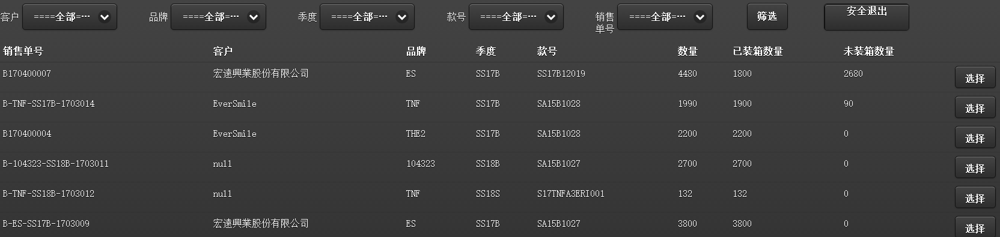 客户 ====全部=… 品牌 ====全部=… 季度 ====全部=… 款号 ====全部=… 销售单号 ====全部=… 筛选 安全退出
销售单号 客户 品牌 季度 款号 数量 已装箱数量 未装箱数量
B170400007 宏遠興業股份有限公司 ES SS17B SS17B12019 4480 1800 2680 选择
B-TNF-SS17B-1703014 EverSmile TNF SS17B SA15B1028 1990 1900 90 选择
B170400004 EverSmile THE2 SS17B SA15B1028 2200 2200 0 选择
B-104323-SS18B-1703011 null 104323 SS18B SA15B1027 2700 2700 0 选择
B-TNF-SS18B-1703012 null TNF SS18S S17TNFA3ERI001 132 132 0 选择
B-ES-SS17B-1703009 宏遠興業股份有限公司 ES SS17B SA15B1027 3800 3800 0 选择